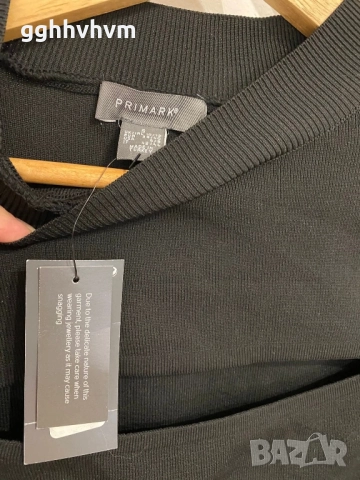 gghhvhvm
PRIMARK®
Due to the delicate nature of this
garment, please take care when
wearing jewellery as it may cause
snagging
BAZAR